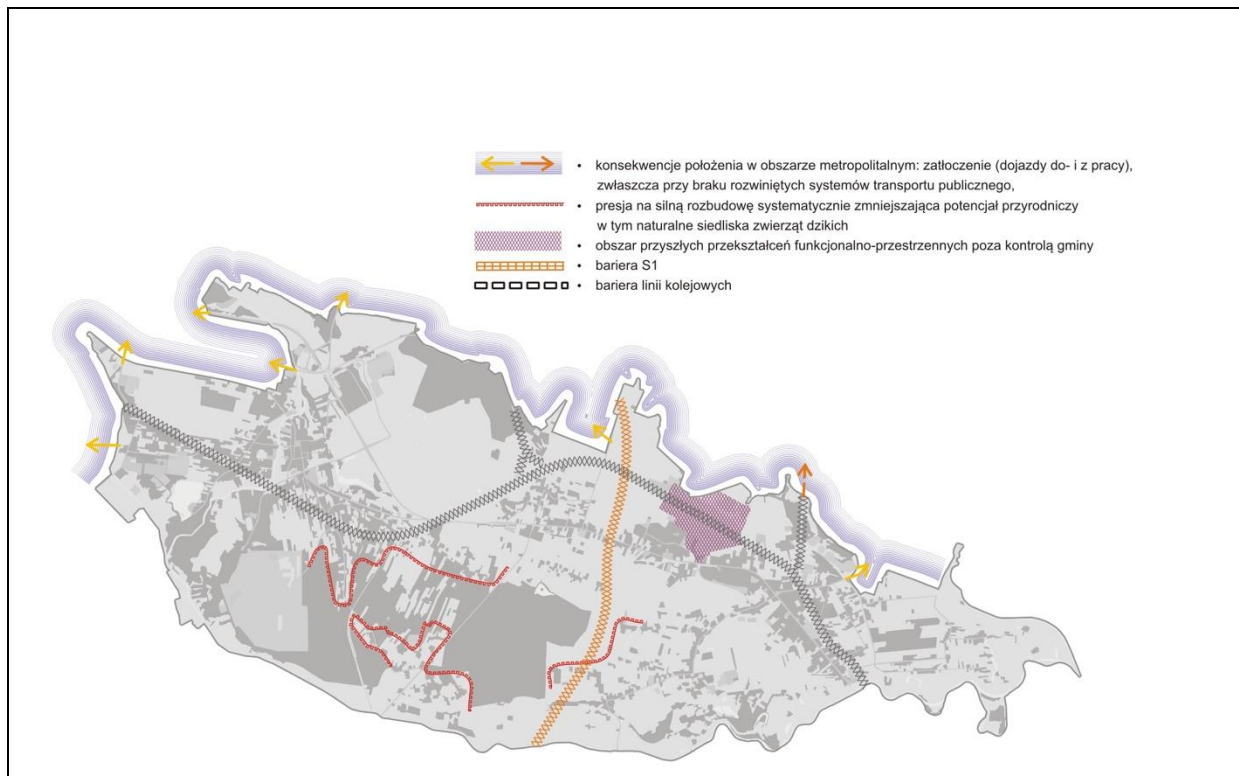 • konsekwencje położenia w obszarze metropolitalnym: zatłoczenie (dojazdy do- i z pracy),
zwłaszcza przy braku rozwiniętych systemów transportu publicznego,
• presja na silną rozbudowę systematycznie zmniejszająca potencjał przyrodniczy
w tym naturalne siedliska zwierząt dzikich
• obszar przyszłych przekształceń funkcjonalno-przestrzennych poza kontrolą gminy
• bariera S1
• bariera linii kolejowych